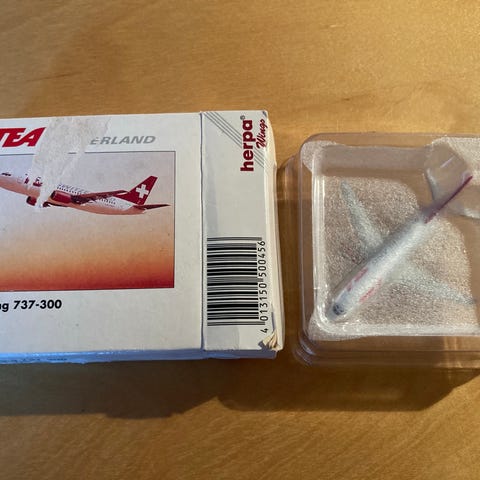 TEA ERLAND
herpa®
Wings
ng 737-300
4 013150 500456